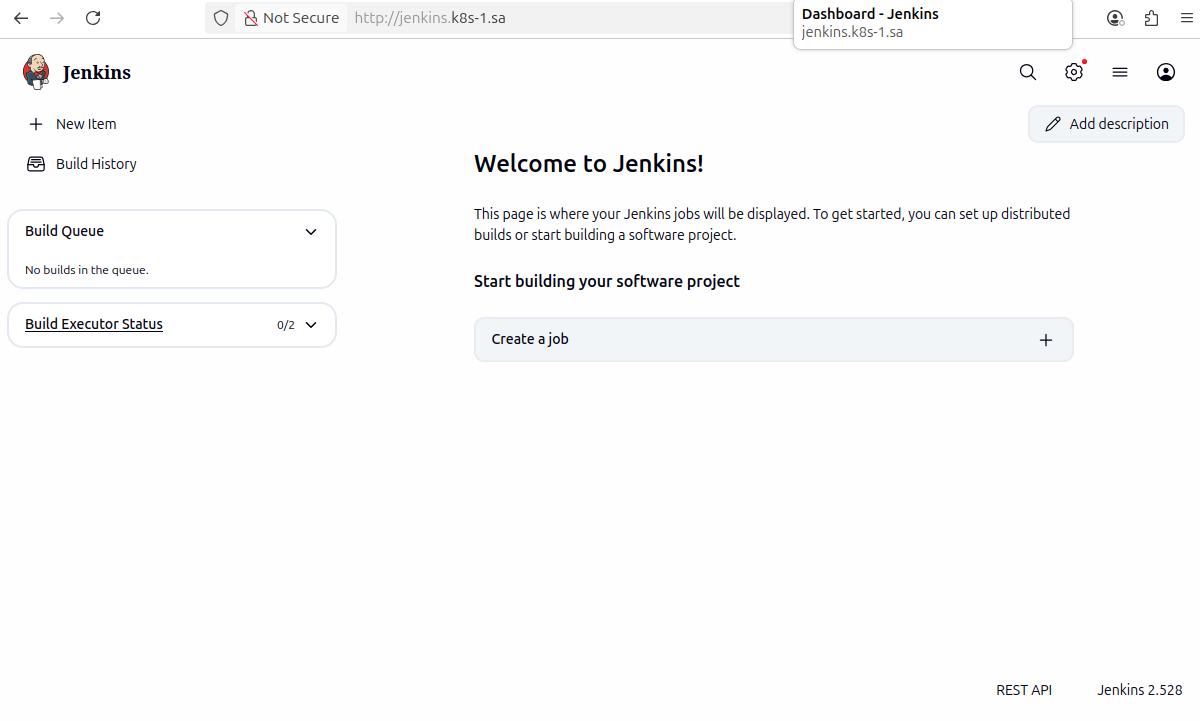 Not Secure http://jenkins.k8s-1.sa
Dashboard - Jenkins
jenkins.k8s-1.sa
Jenkins
New Item
Build History
Add description
Build Queue
No builds in the queue.
Build Executor Status 0/2
Welcome to Jenkins!
This page is where your Jenkins jobs will be displayed. To get started, you can set up distributed
builds or start building a software project.
Start building your software project
Create a job
REST API Jenkins 2.528